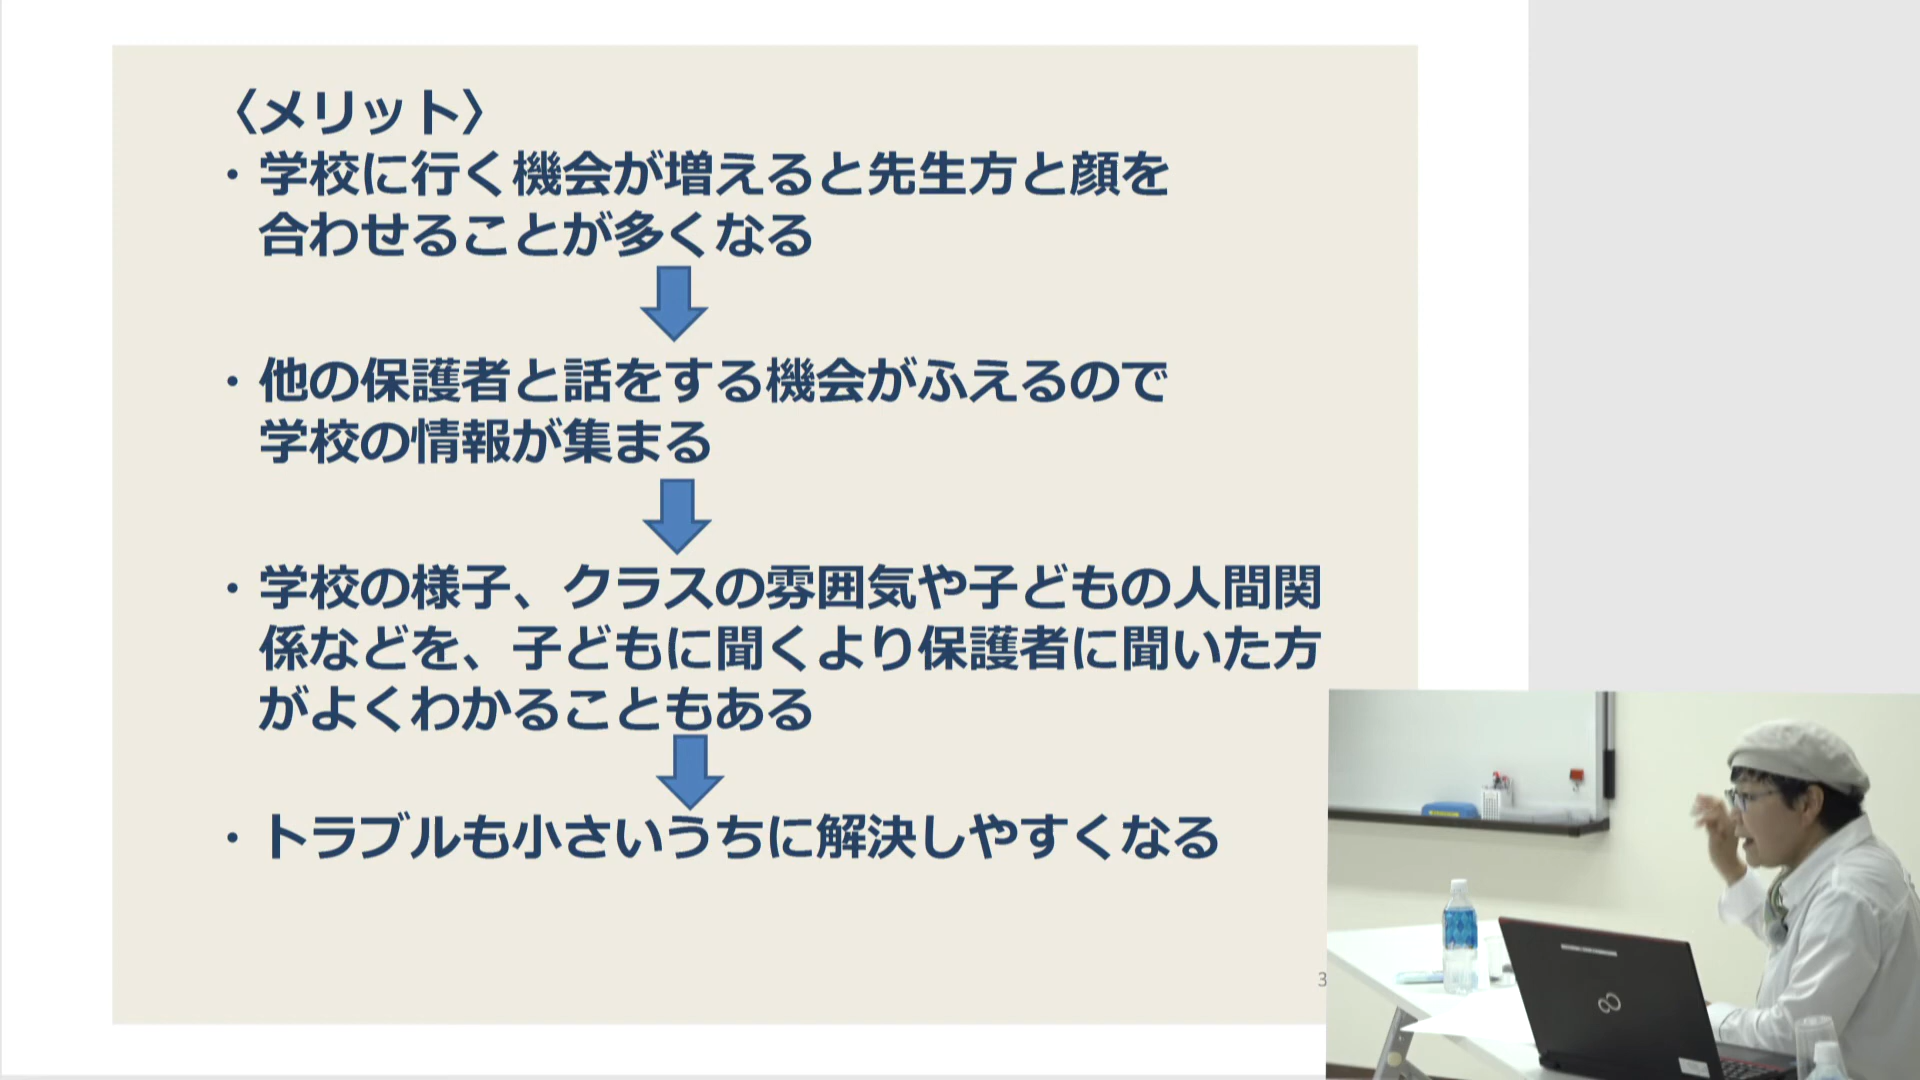 〈メリット〉
・学校に行く機会が増えると先生方と顔を
合わせることが多くなる
・他の保護者と話をする機会がふえるので
学校の情報が集まる
・学校の様子、クラスの雰囲気や子どもの人間関
係などを、子どもに聞くより保護者に聞いた方
がよくわかることもある
・トラブルも小さいうちに解決しやすくなる
3